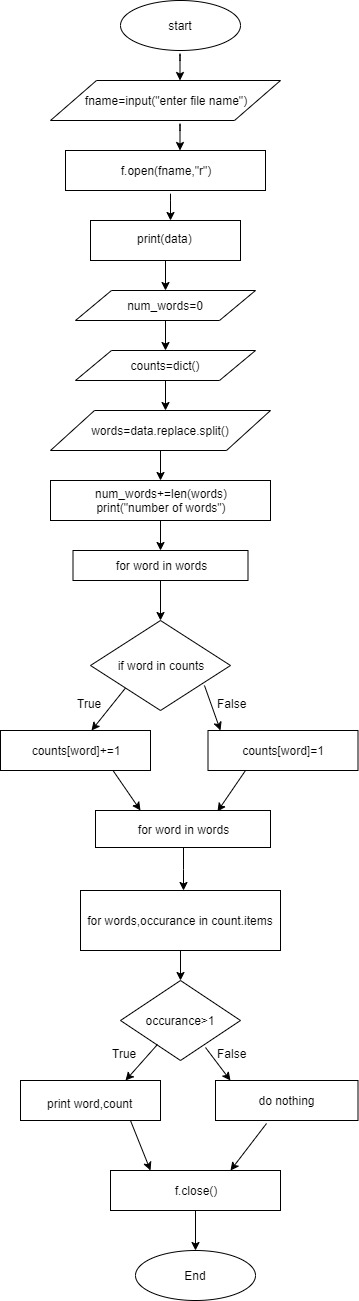 start
fname=input("enter file name")
f.open(fname,"r")
print(data)
num_words=0
counts=dict()
words=data.replace.split()
num_words+=len(words)
print("number of words")
for word in words
if word in counts
True
False
counts[word]+=1
counts[word]=1
for word in words
for words,occurance in count.items
occurance>1
True
False
print word,count
do nothing
f.close()
End